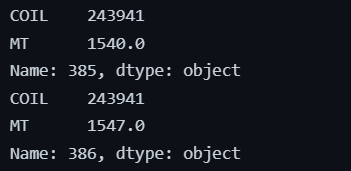 COIL    243941
MT      1540.0
Name: 385, dtype: object
COIL    243941
MT      1547.0
Name: 386, dtype: object